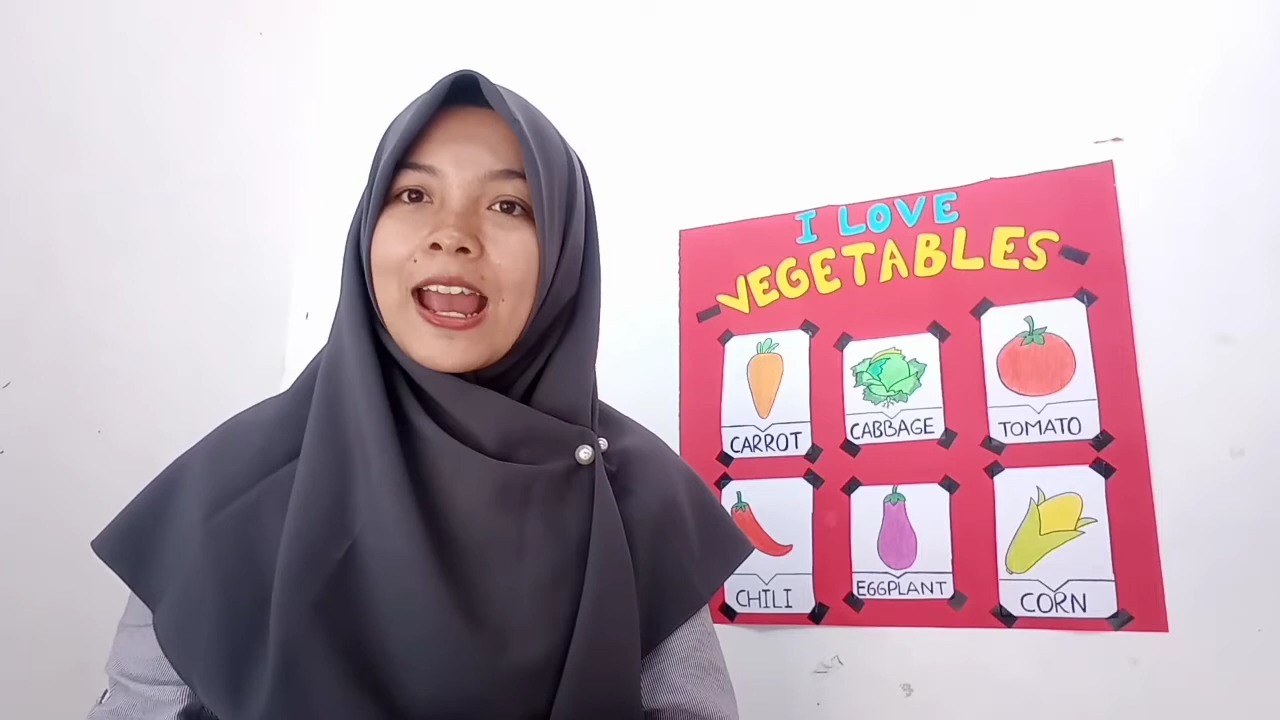 I LOVE
VEGETABLES
CARROT
CABBAGE
TOMATO
CHILI
EGGPLANT
CORN